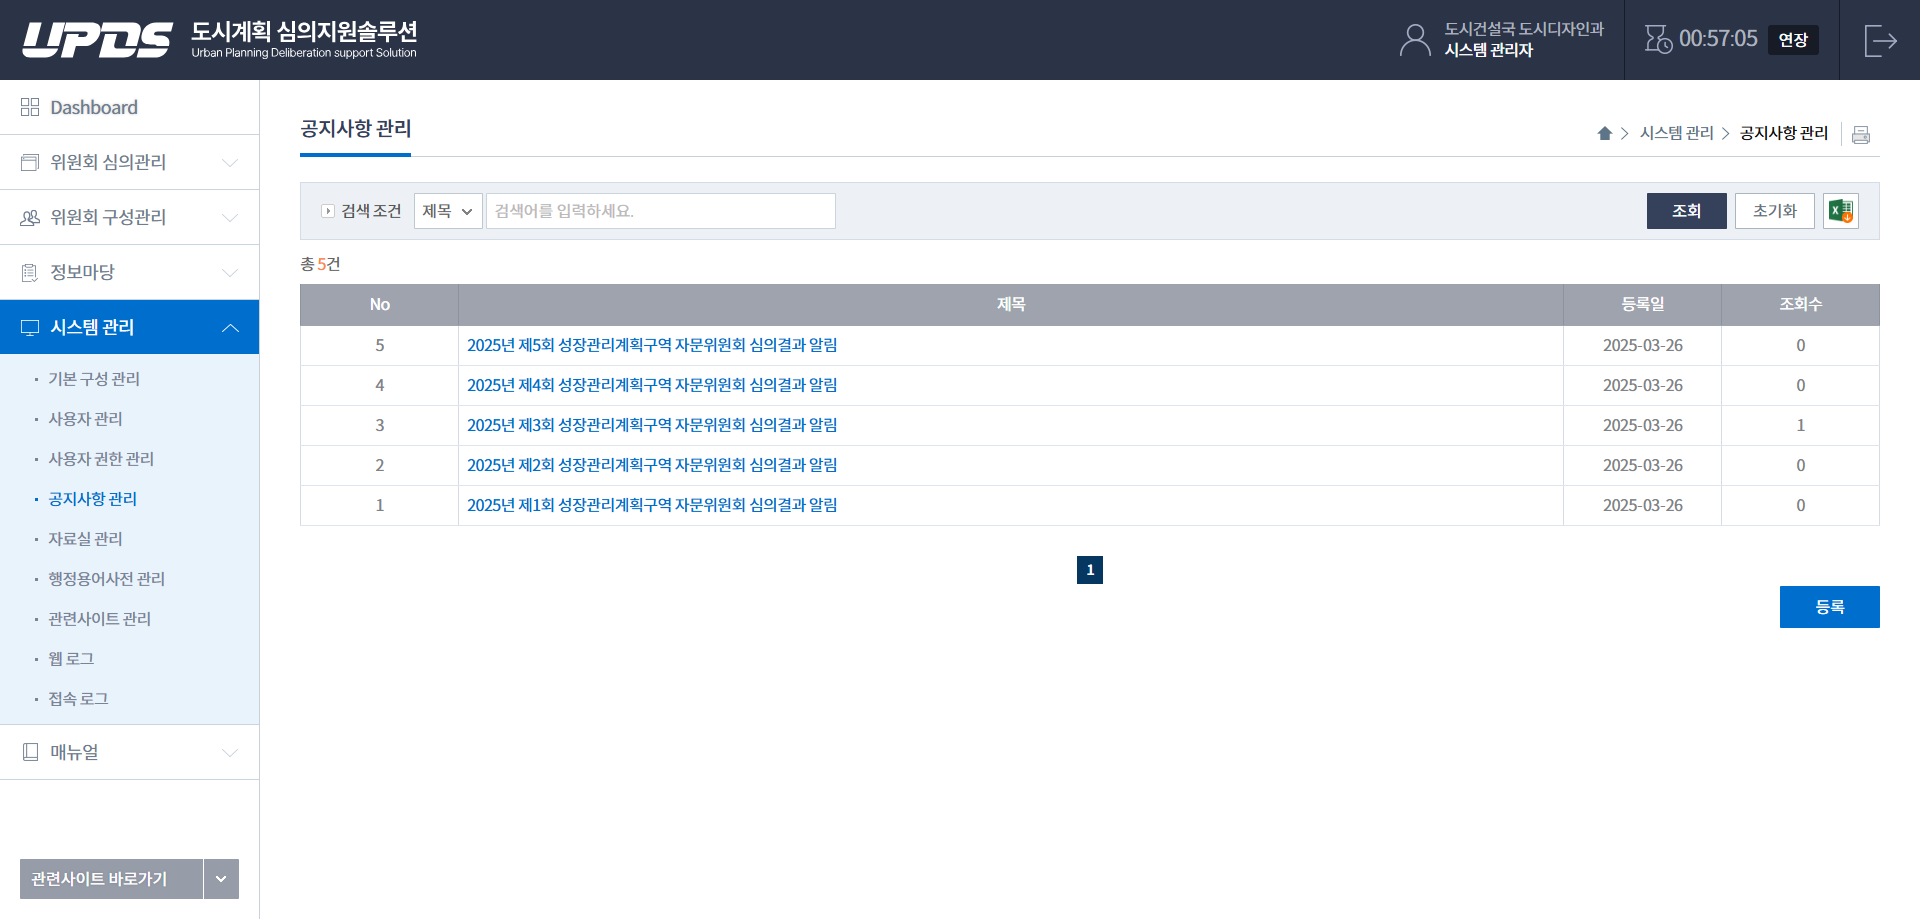 UPDS 도시계획 심의지원솔루션
Urban Planning Deliberation support Solution
도시건설국 도시디자인과
시스템 관리자
00:57:05 연장
Dashboard
위원회 심의관리
위원회 구성관리
정보마당
시스템 관리
· 기본 구성 관리
· 사용자 관리
· 사용자 권한 관리
· 공지사항 관리
· 자료실 관리
· 행정용어사전 관리
· 관련사이트 관리
· 웹 로그
· 접속 로그
매뉴얼
관련사이트 바로가기
공지사항 관리
> 시스템 관리 > 공지사항 관리
검색 조건 제목 검색어를 입력하세요. 조회 초기화
총 5건
No 제목 등록일 조회수
5 2025년 제5회 성장관리계획구역 자문위원회 심의결과 알림 2025-03-26 0
4 2025년 제4회 성장관리계획구역 자문위원회 심의결과 알림 2025-03-26 0
3 2025년 제3회 성장관리계획구역 자문위원회 심의결과 알림 2025-03-26 1
2 2025년 제2회 성장관리계획구역 자문위원회 심의결과 알림 2025-03-26 0
1 2025년 제1회 성장관리계획구역 자문위원회 심의결과 알림 2025-03-26 0
1
등록